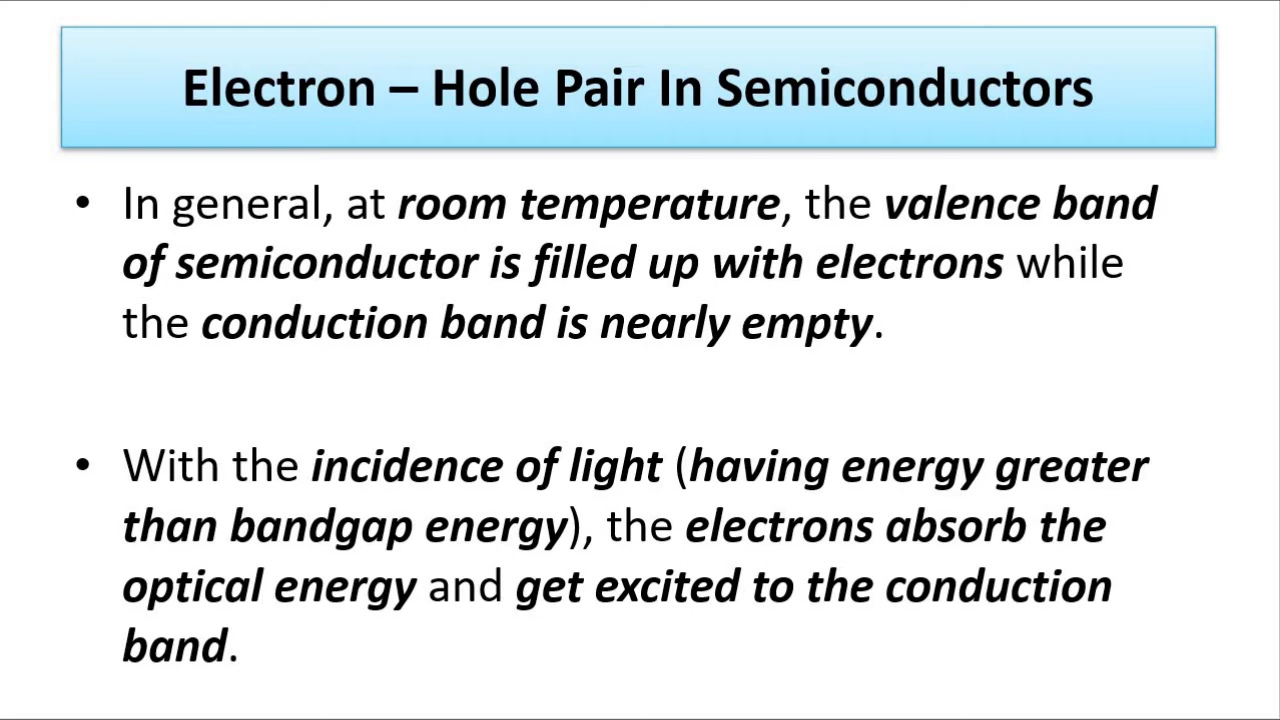 Electron – Hole Pair In Semiconductors
• In general, at room temperature, the valence band
of semiconductor is filled up with electrons while
the conduction band is nearly empty.
• With the incidence of light (having energy greater
than bandgap energy), the electrons absorb the
optical energy and get excited to the conduction
band.